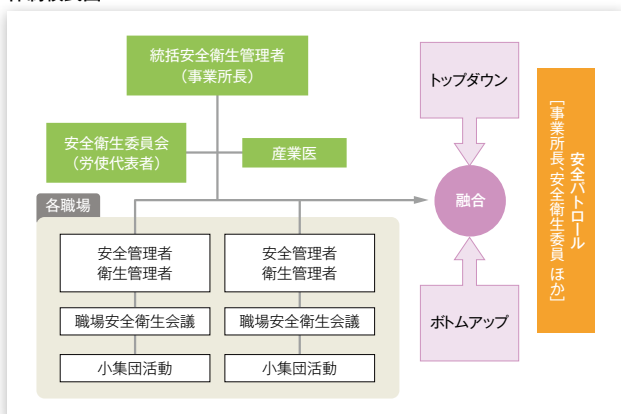 統括安全衛生管理者
（事業所長）
安全衛生委員会
（労使代表者）
産業医
各職場
安全管理者
衛生管理者
職場安全衛生会議
小集団活動
安全管理者
衛生管理者
職場安全衛生会議
小集団活動
トップダウン
融合
ボトムアップ
安全パトロール
［事業所長、安全衛生委員 ほか］